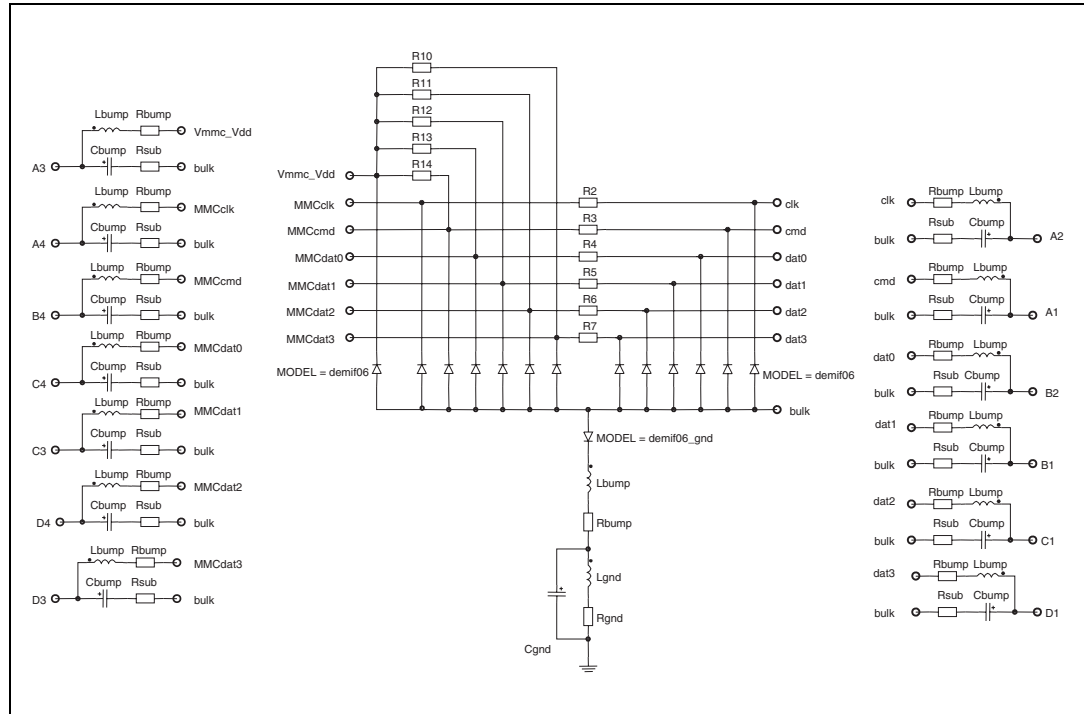 R10
R11
R12
R13
R14
Vmmc_Vdd
MMCclk
MMCcmd
MMCdat0
MMCdat1
MMCdat2
MMCdat3
R2
R3
R4
R5
R6
R7
clk
cmd
dat0
dat1
dat2
dat3
MODEL = demif06
MODEL = demif06
bulk
MODEL = demif06_gnd
Lbump
Rbump
Lgnd
Rgnd
Cgnd
Lbump Rbump
Vmmc_Vdd
Cbump Rsub
A3 bulk
Lbump Rbump
MMCclk
Cbump Rsub
A4 bulk
Lbump Rbump
MMCcmd
Cbump Rsub
B4 bulk
Lbump Rbump
MMCdat0
Cbump Rsub
C4 bulk
Lbump Rbump
MMCdat1
Cbump Rsub
C3 bulk
Lbump Rbump
MMCdat2
Cbump Rsub
D4 bulk
Lbump Rbump
MMCdat3
Cbump Rsub
D3 bulk
Rbump Lbump
clk
Rsub Cbump
bulk A2
Rbump Lbump
cmd
Rsub Cbump
bulk A1
Rbump Lbump
dat0
Rsub Cbump
bulk B2
Rbump Lbump
dat1
Rsub Cbump
bulk B1
Rbump Lbump
dat2
Rsub Cbump
bulk C1
Rbump Lbump
dat3
Rsub Cbump
bulk D1